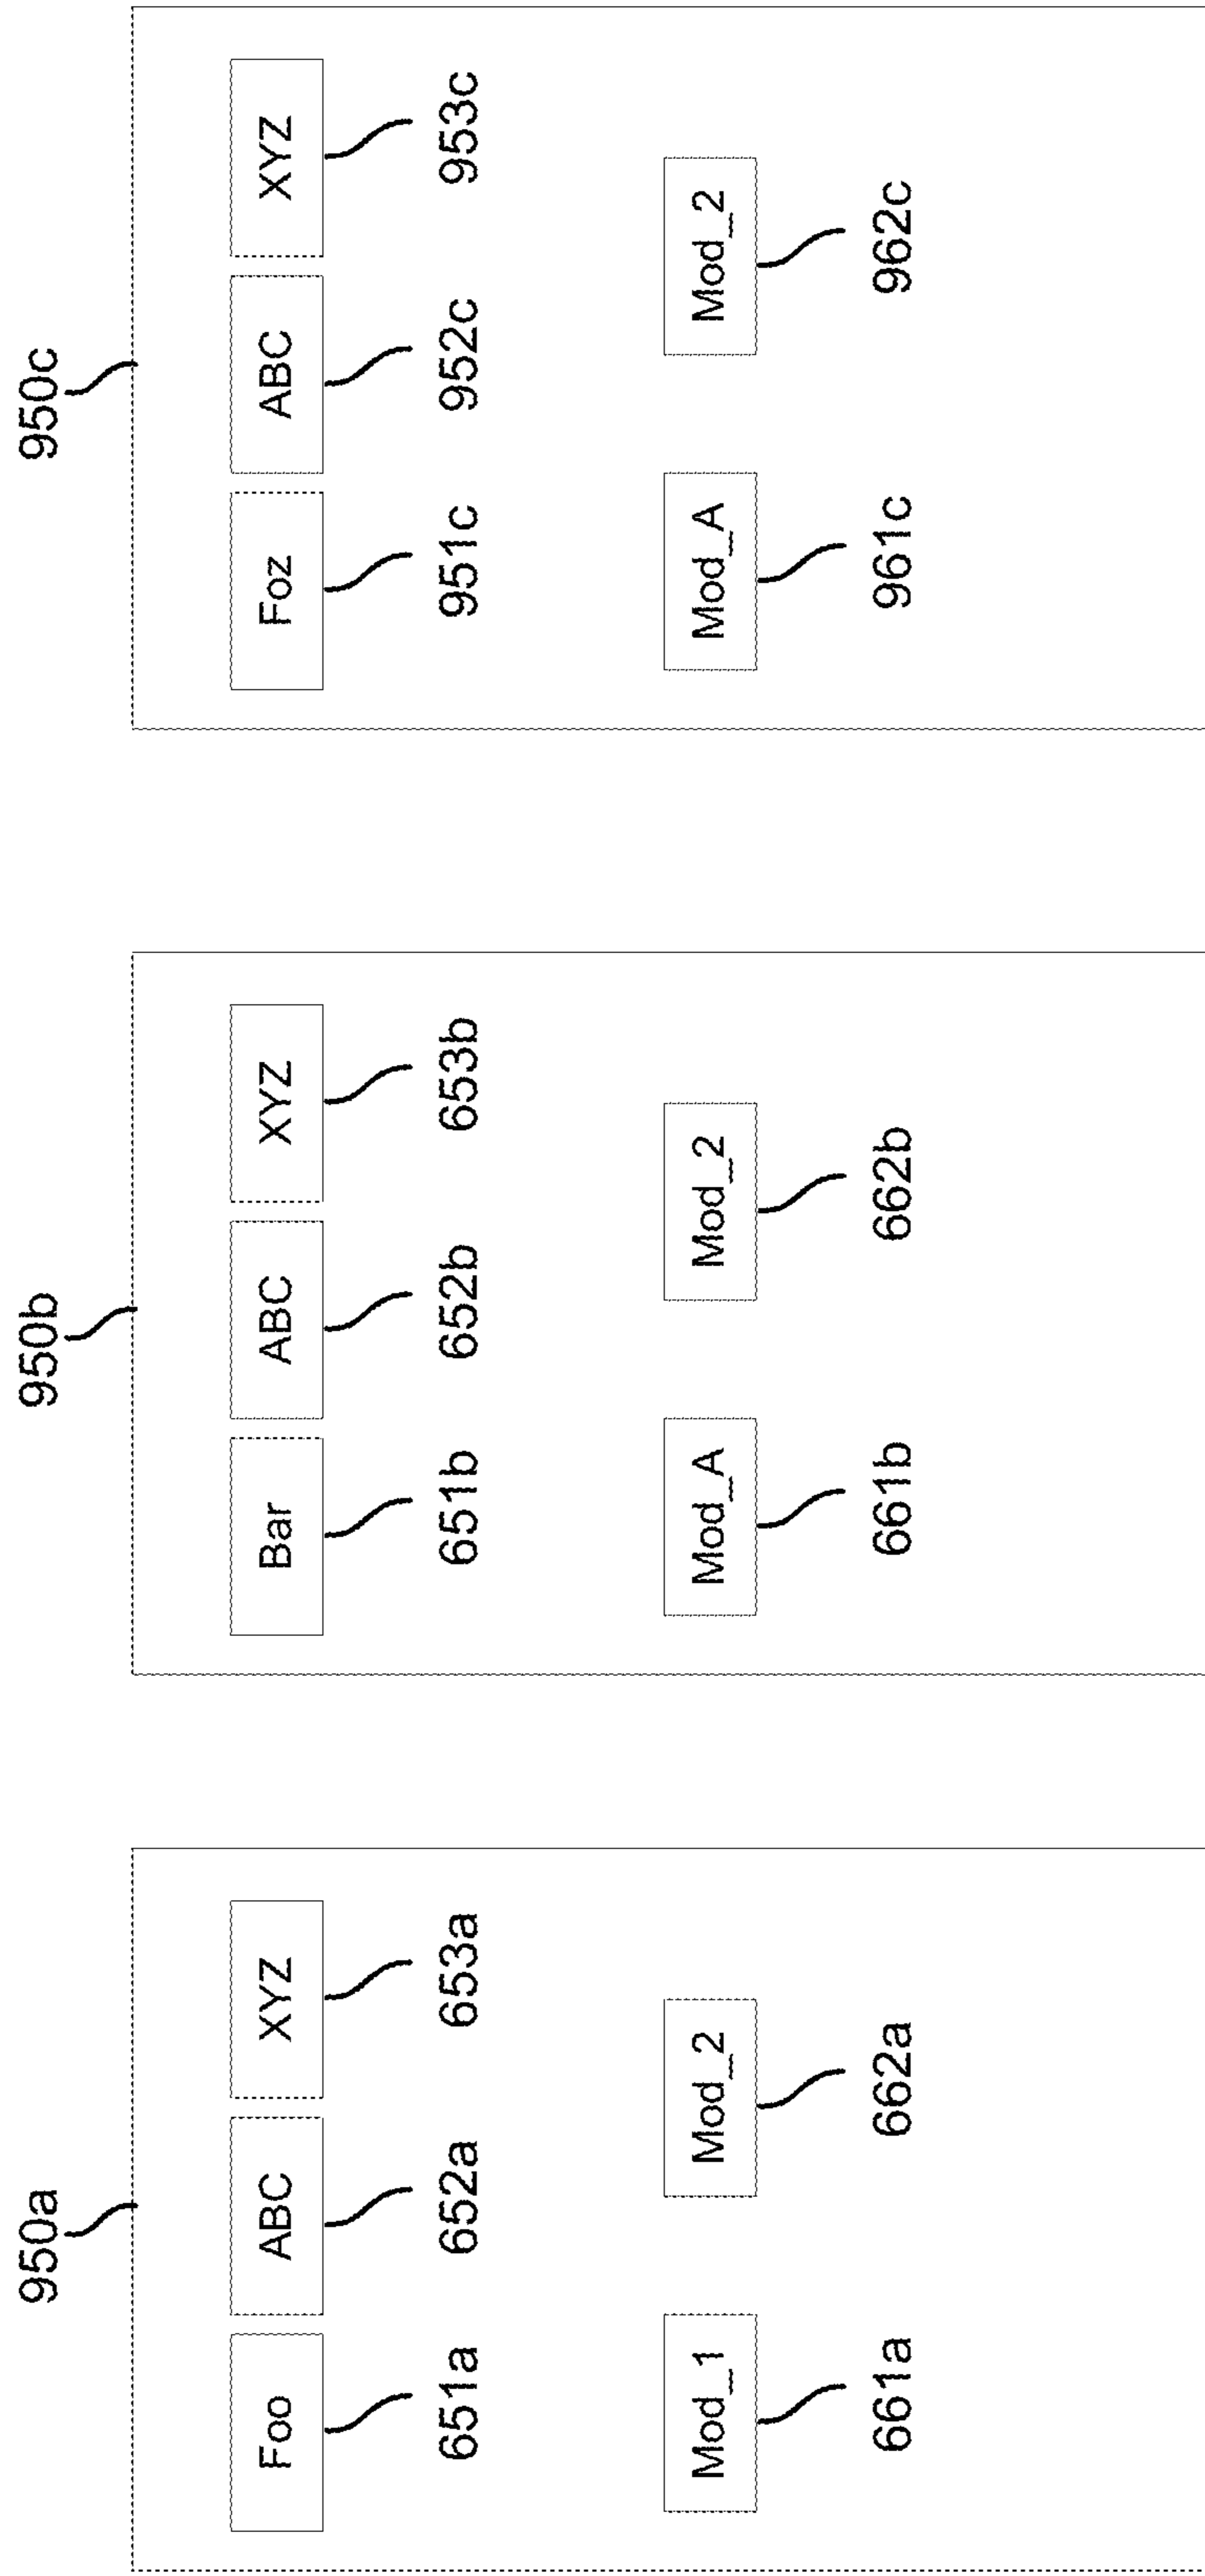 950a 950b 950c
Foo ABC XYZ Bar ABC XYZ Foz ABC XYZ
651a 652a 653a 651b 652b 653b 951c 952c 953c
Mod_1 Mod_2 Mod_A Mod_2 Mod_A Mod_2
661a 662a 661b 662b 961c 962c